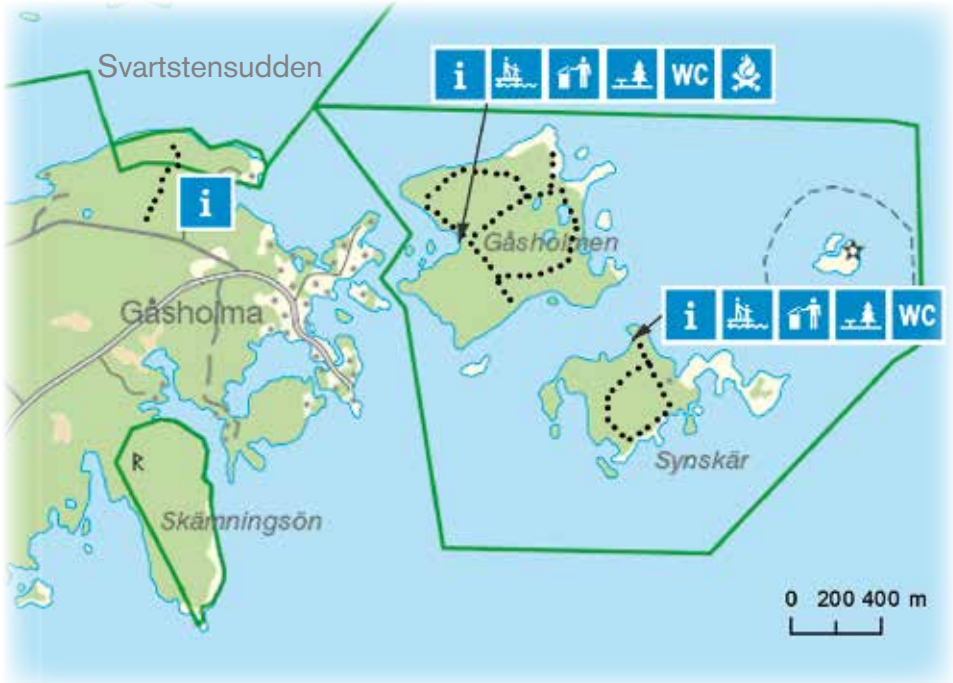 Svartstensudden
i WC
i
Gåsholmen
Gåsholma
i WC
Synskär
R
Skämningsön
0 200 400 m